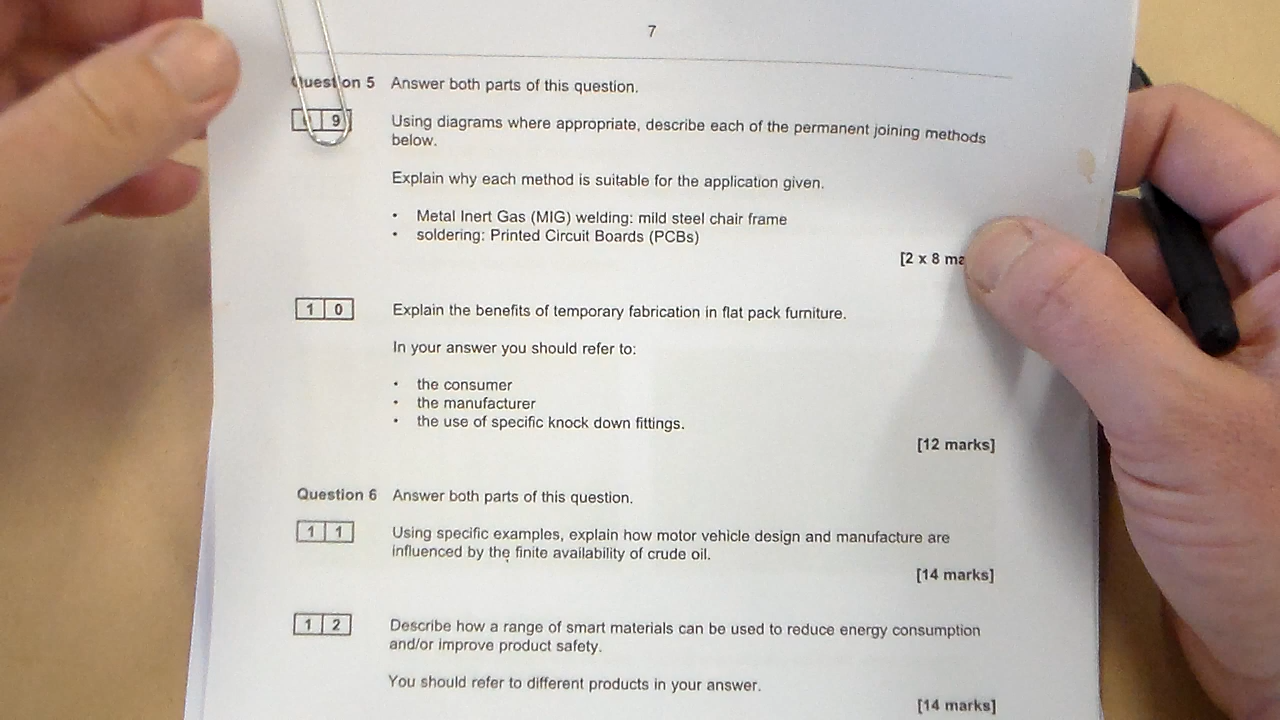 7
Question 5 Answer both parts of this question.
9 Using diagrams where appropriate, describe each of the permanent joining methods
below.
Explain why each method is suitable for the application given.
• Metal Inert Gas (MIG) welding: mild steel chair frame
• soldering: Printed Circuit Boards (PCBs)
[2 x 8 ma
1 0 Explain the benefits of temporary fabrication in flat pack furniture.
In your answer you should refer to:
• the consumer
• the manufacturer
• the use of specific knock down fittings.
[12 marks]
Question 6 Answer both parts of this question.
1 1 Using specific examples, explain how motor vehicle design and manufacture are
influenced by the finite availability of crude oil.
[14 marks]
1 2 Describe how a range of smart materials can be used to reduce energy consumption
and/or improve product safety.
You should refer to different products in your answer.
[14 marks]